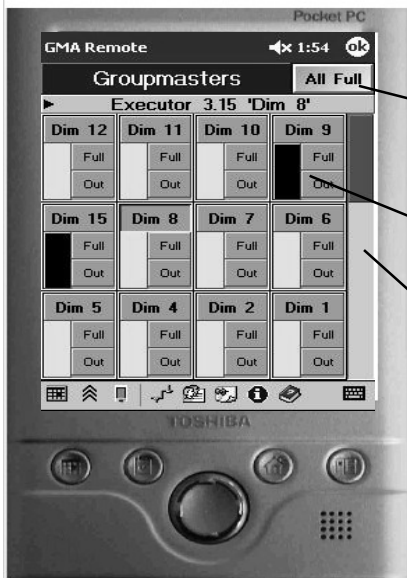 Pocket PC
GMA Remote 1:54 ok
Groupmasters All Full
Executor 3.15 'Dim 8'
Dim 12 Dim 11 Dim 10 Dim 9
Full Full Full Full
Out Out Out Out
Dim 15 Dim 8 Dim 7 Dim 6
Full Full Full Full
Out Out Out Out
Dim 5 Dim 4 Dim 2 Dim 1
Full Full Full Full
Out Out Out Out
TOSHIBA